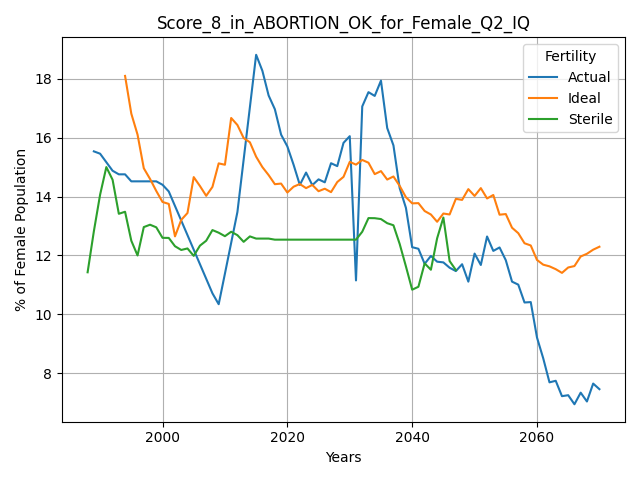 Score_8_in_ABORTION_OK_for_Female_Q2_IQ
Fertility
Actual
Ideal
Sterile
% of Female Population
18
16
14
12
10
8
2000
2020
2040
2060
Years